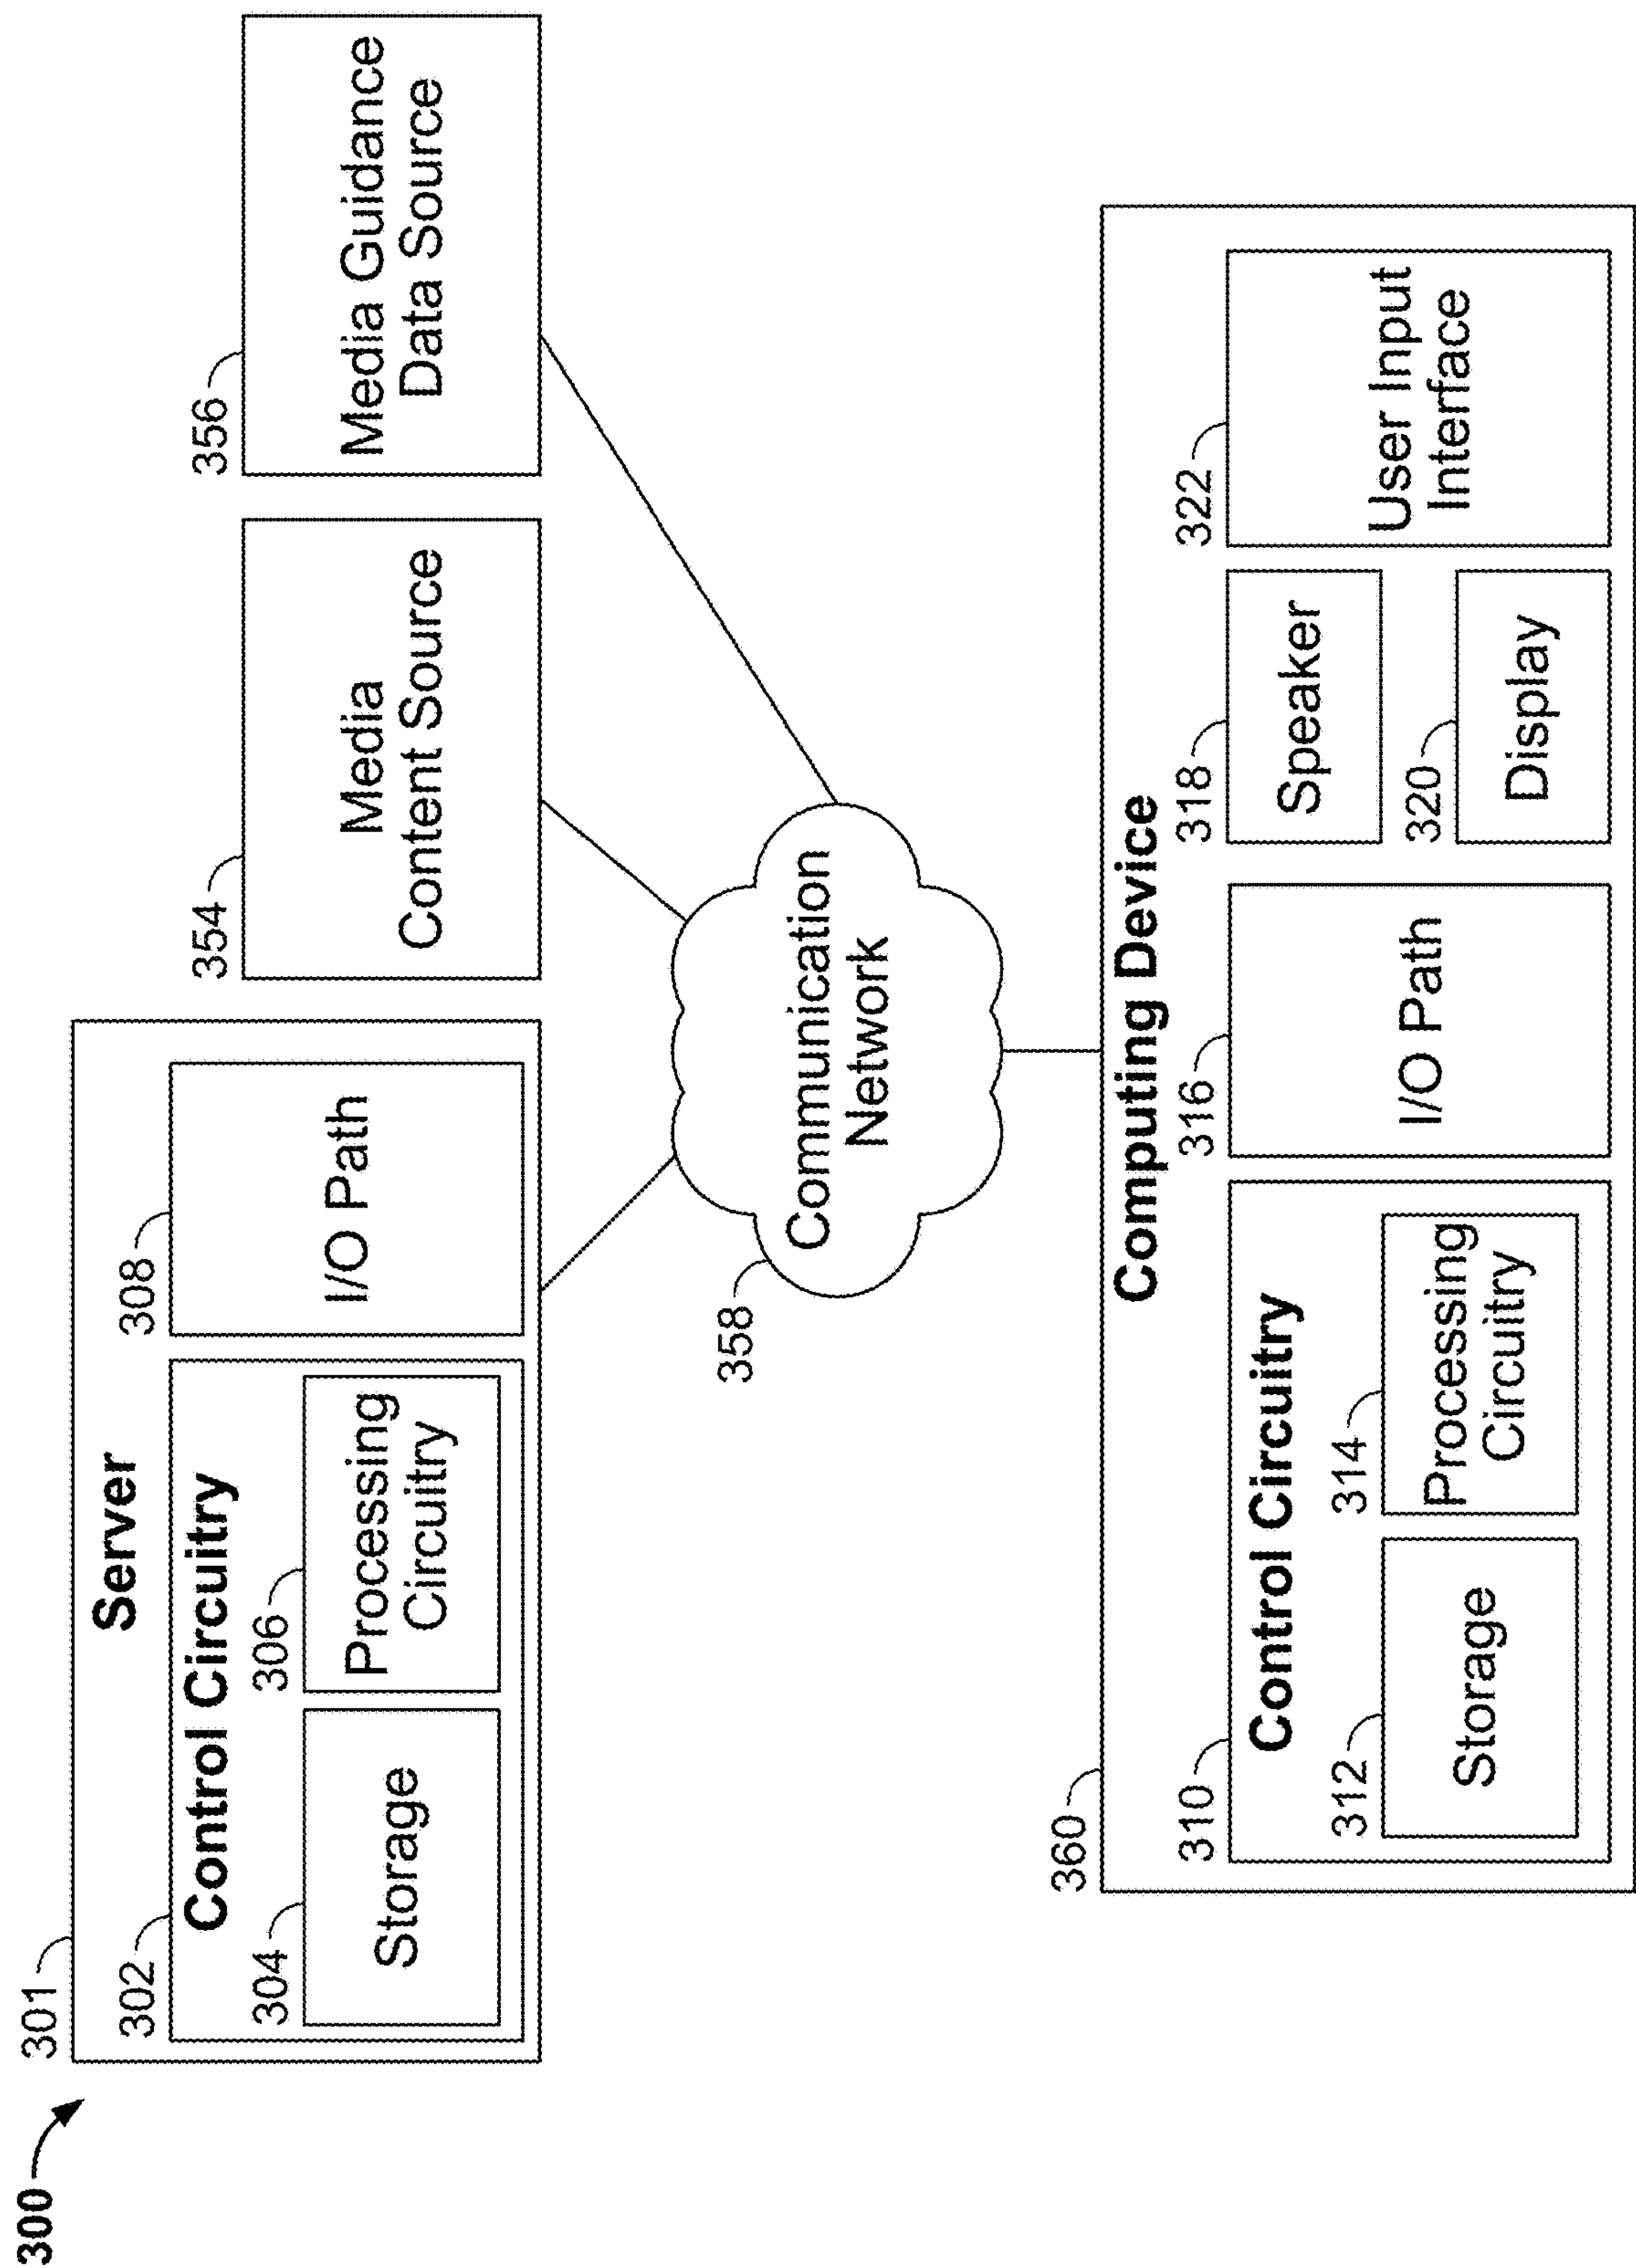 300
301
Server
302
Control Circuitry
304
Storage
306
Processing
Circuitry
308
I/O Path
354
Media
Content Source
356
Media Guidance
Data Source
358
Communication
Network
360
Computing Device
310
Control Circuitry
312
Storage
314
Processing
Circuitry
316
I/O Path
318
Speaker
320
Display
322
User Input
Interface